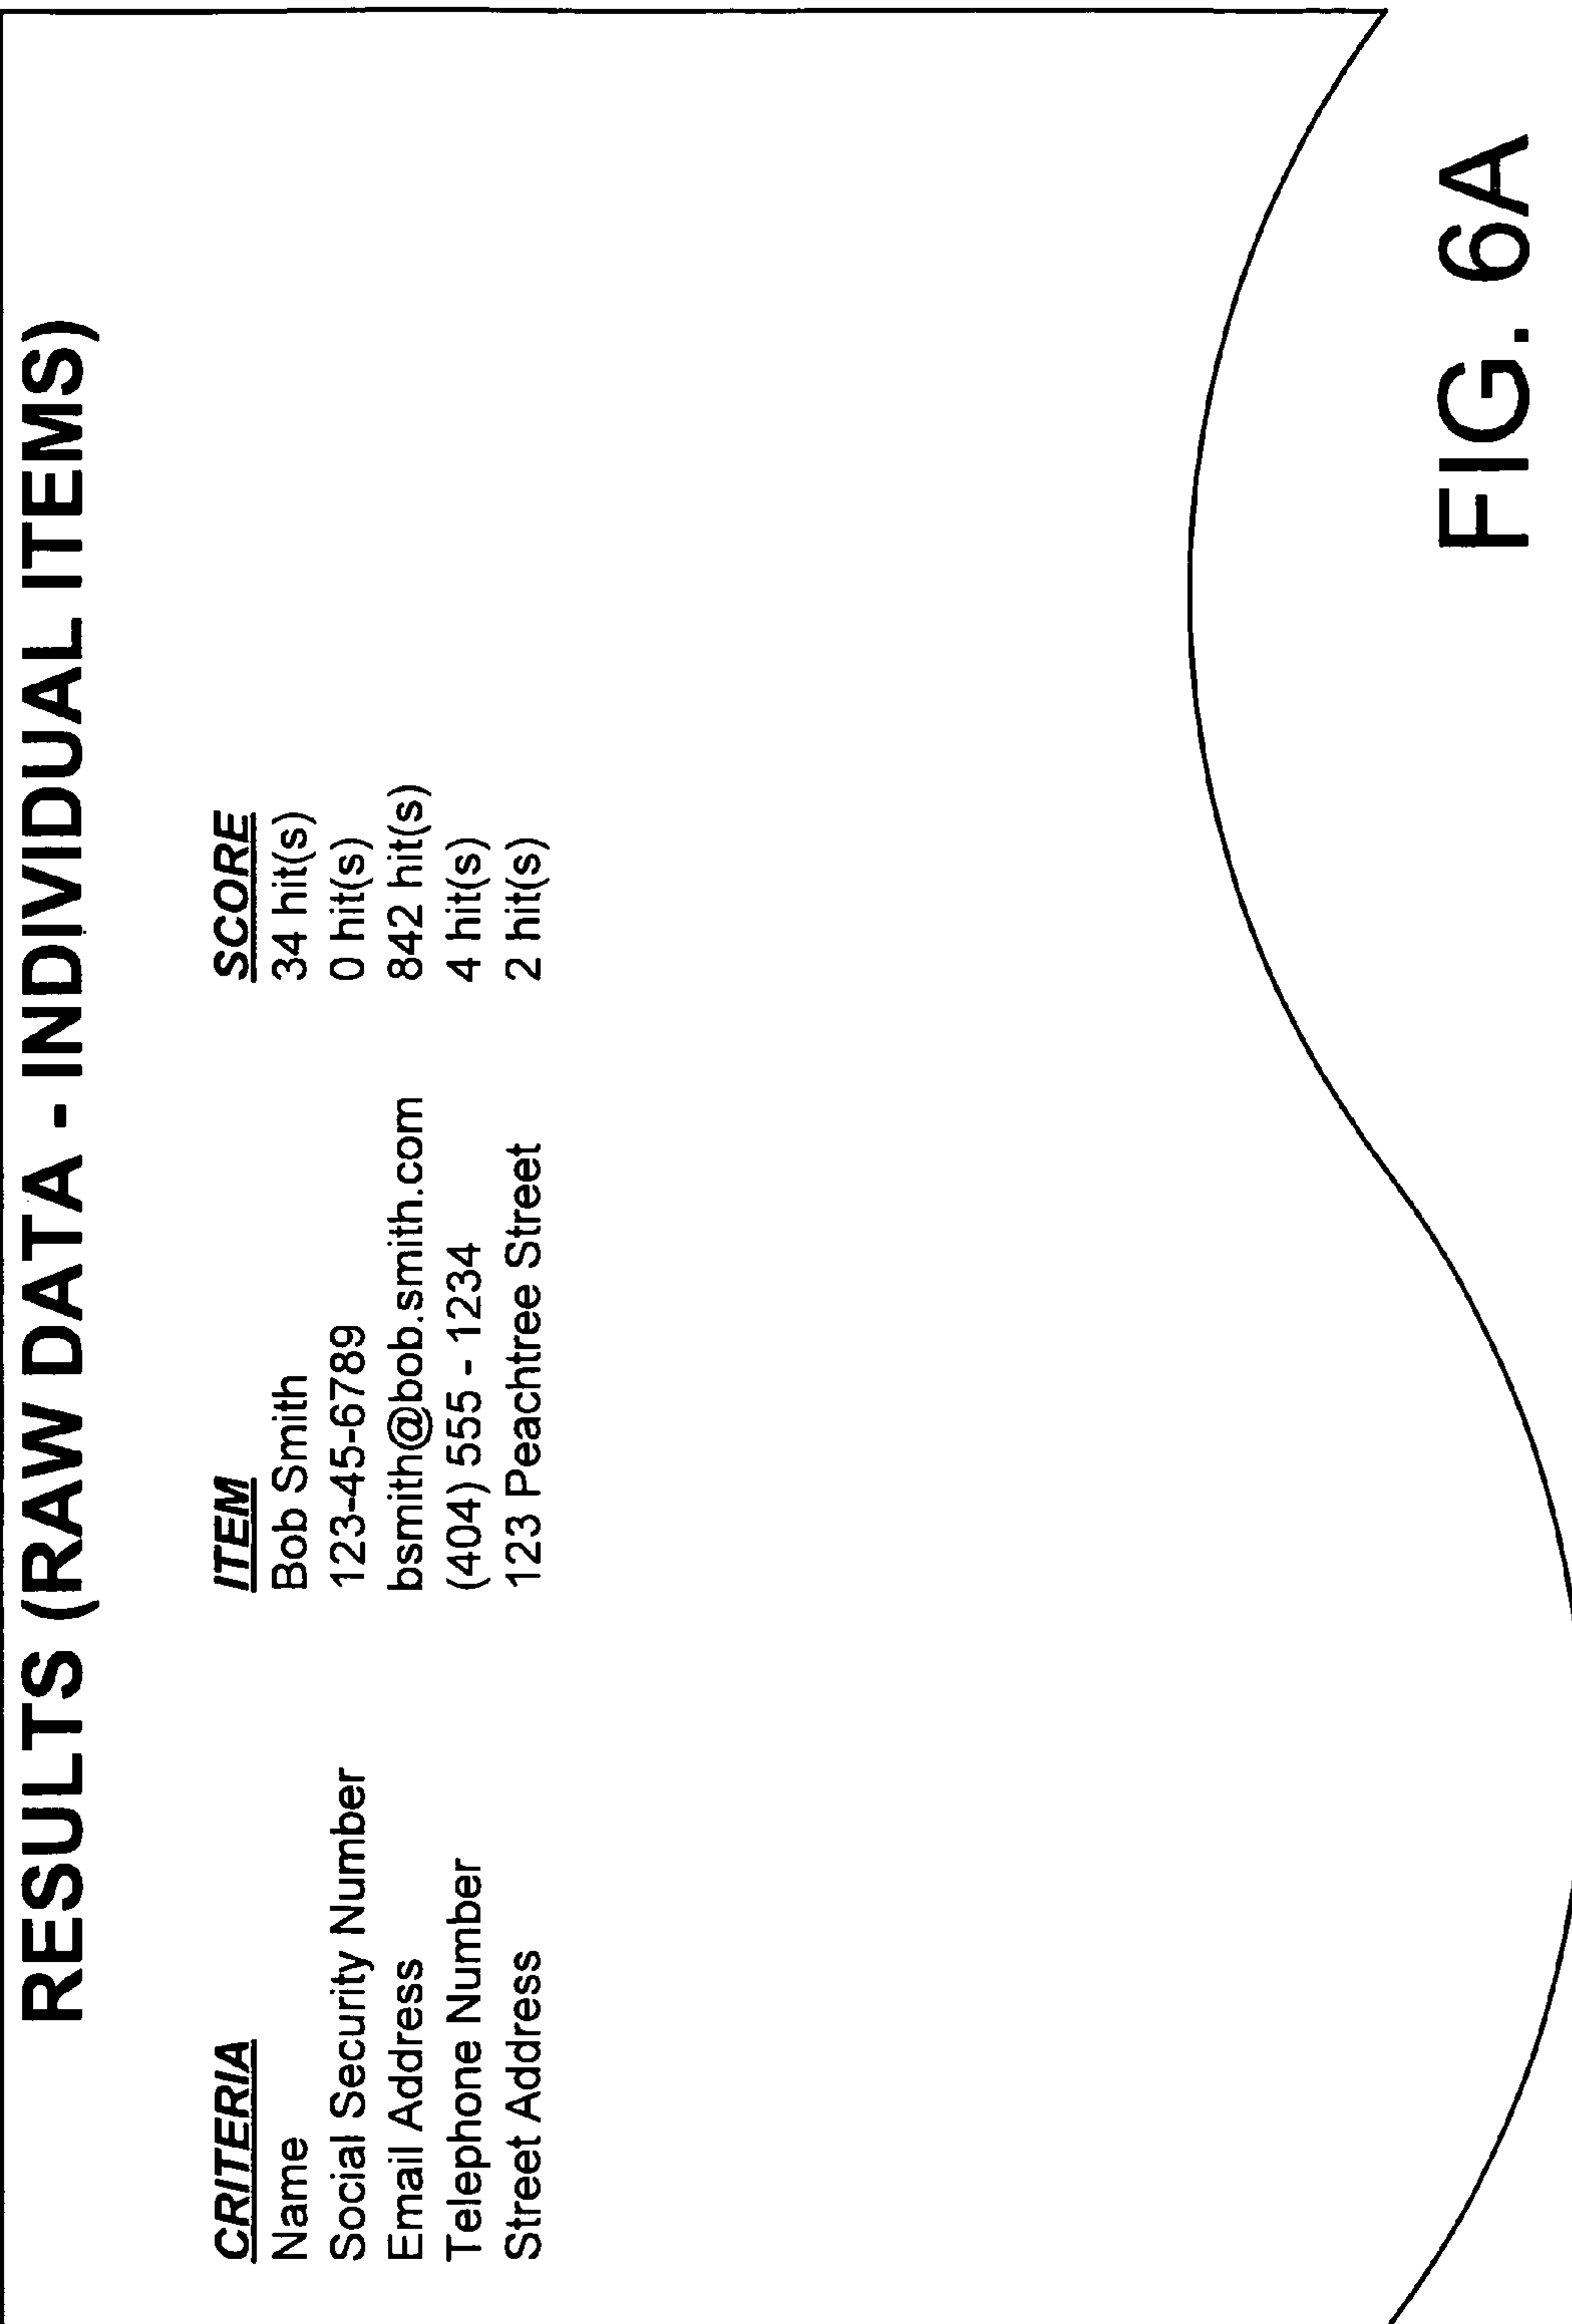 RESULTS (RAW DATA - INDIVIDUAL ITEMS)
CRITERIA ITEM SCORE
Name Bob Smith 34 hit(s)
Social Security Number 123-45-6789 0 hit(s)
Email Address bsmith@bob.smith.com 842 hit(s)
Telephone Number (404) 555 - 1234 4 hit(s)
Street Address 123 Peachtree Street 2 hit(s)
FIG. 6A